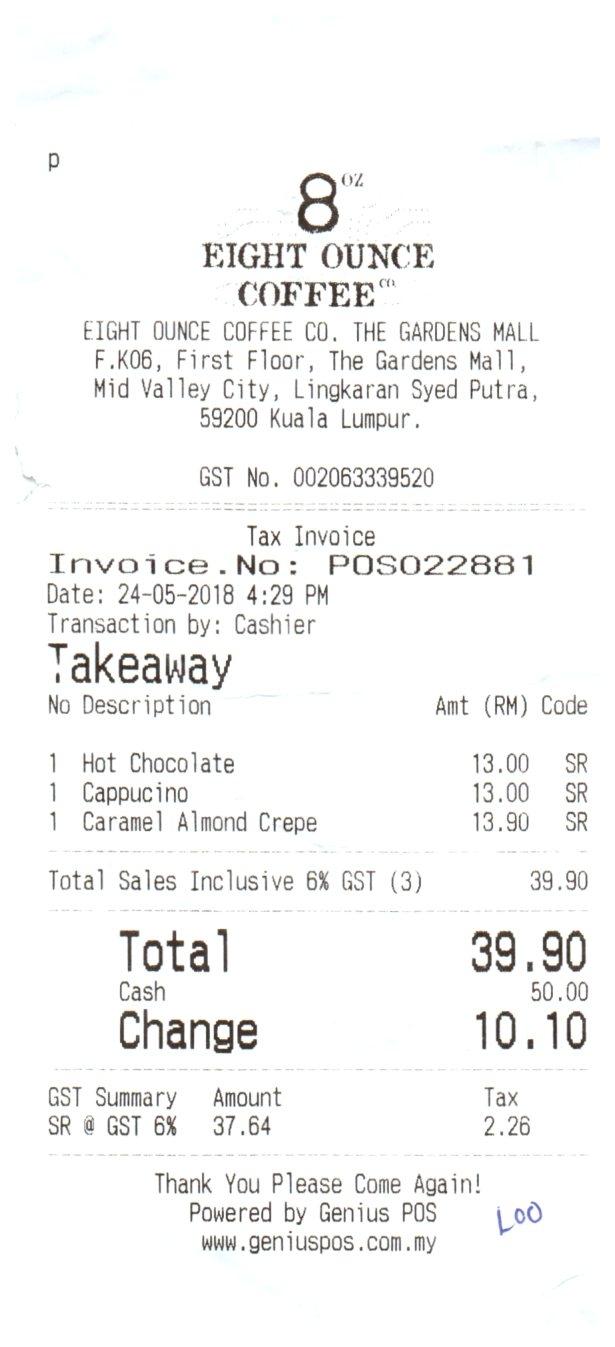 p
8 OZ
EIGHT OUNCE
COFFEE CO.
EIGHT OUNCE COFFEE CO. THE GARDENS MALL
F.K06, First Floor, The Gardens Mall,
Mid Valley City, Lingkaran Syed Putra,
59200 Kuala Lumpur.
GST No. 002063339520
Tax Invoice
Invoice.No: POS022881
Date: 24-05-2018 4:29 PM
Transaction by: Cashier
Takeaway
No Description Amt (RM) Code
1 Hot Chocolate 13.00 SR
1 Cappucino 13.00 SR
1 Caramel Almond Crepe 13.90 SR
Total Sales Inclusive 6% GST (3) 39.90
Total 39.90
Cash 50.00
Change 10.10
GST Summary Amount Tax
SR @ GST 6% 37.64 2.26
Thank You Please Come Again!
Powered by Genius POS
www.geniuspos.com.my
LOO